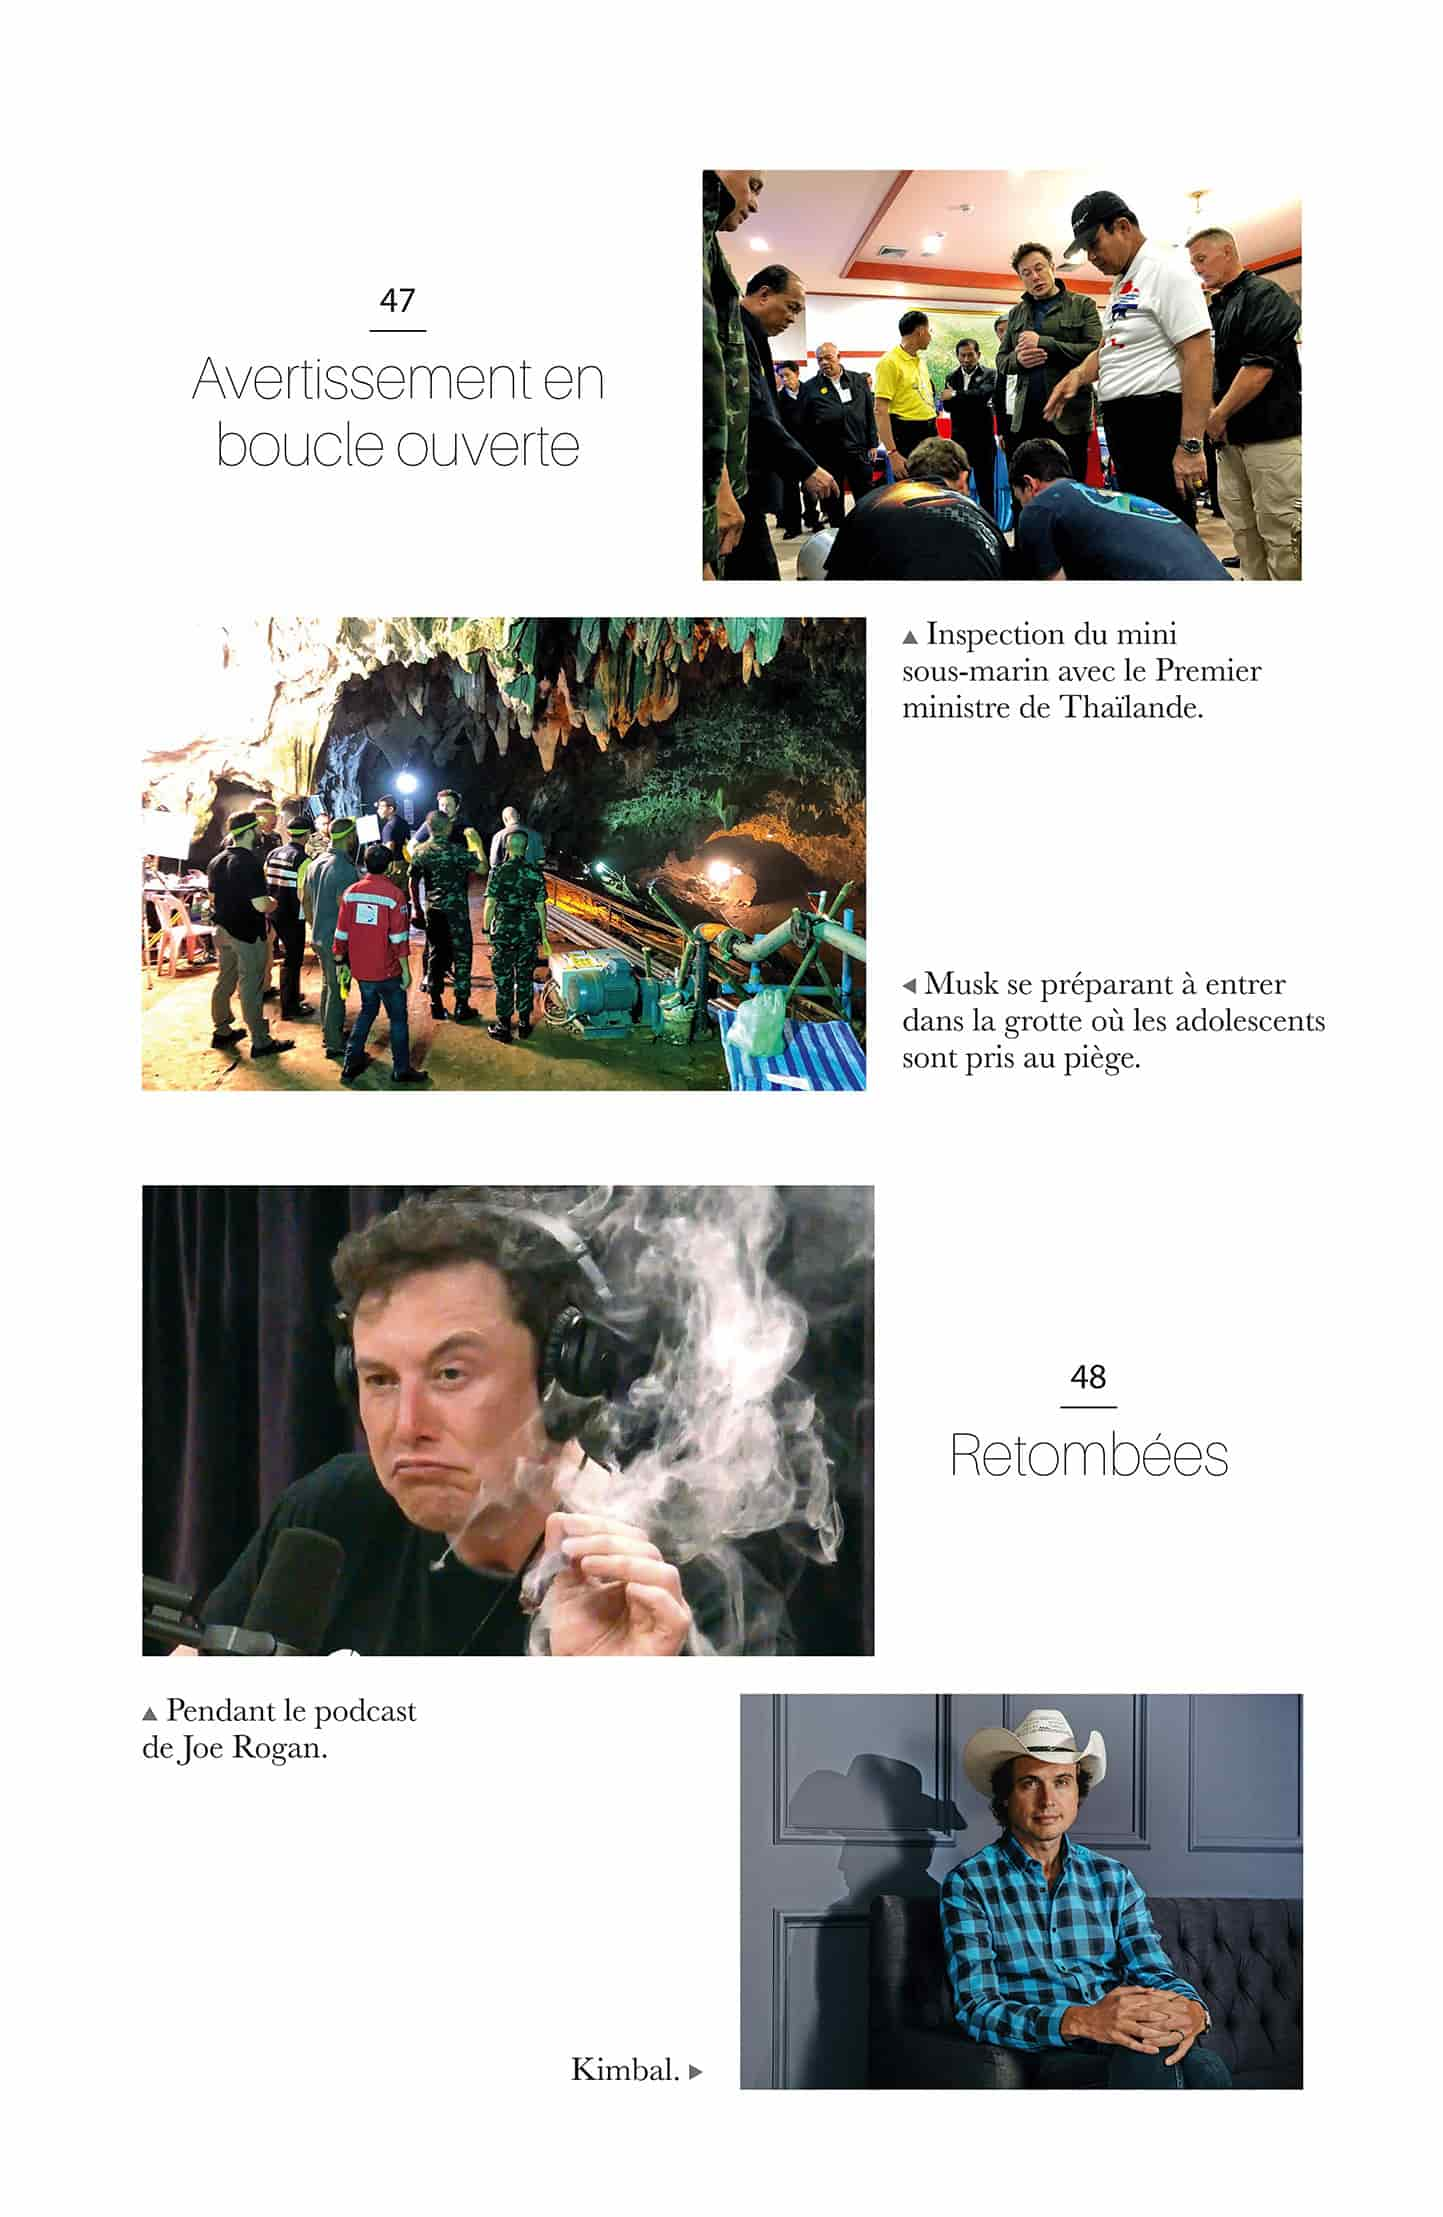 47
Avertissement en
boucle ouverte
▲ Inspection du mini
sous-marin avec le Premier
ministre de Thaïlande.
◀ Musk se préparant à entrer
dans la grotte où les adolescents
sont pris au piège.
48
Retombées
▲ Pendant le podcast
de Joe Rogan.
Kimbal. ▶